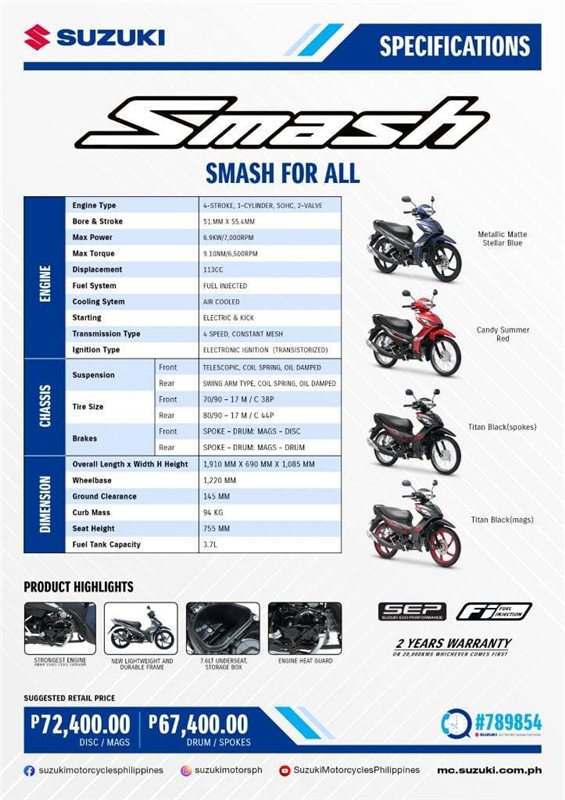 SUZUKI
SPECIFICATIONS
Smash
SMASH FOR ALL
ENGINE
Engine Type 4-STROKE, 1-CYLINDER, SOHC, 2-VALVE
Bore & Stroke 51.MM X 55.4MM
Max Power 6.9KW/7,000RPM
Max Torque 9.10NM/6,500RPM
Displacement 113CC
Fuel System FUEL INJECTED
Cooling Sytem AIR COOLED
Starting ELECTRIC & KICK
Transmission Type 4 SPEED, CONSTANT MESH
Ignition Type ELECTRONIC IGNITION (TRANSISTORIZED)
CHASSIS
Suspension Front TELESCOPIC, COIL SPRING, OIL DAMPED
Rear SWING ARM TYPE, COIL SPRING, OIL DAMPED
Tire Size Front 70/90 – 17 M / C 38P
Rear 80/90 – 17 M / C 44P
Brakes Front SPOKE – DRUM: MAGS - DISC
Rear SPOKE – DRUM: MAGS - DRUM
DIMENSION
Overall Length x Width H Height 1,910 MM X 690 MM X 1,085 MM
Wheelbase 1,220 MM
Ground Clearance 145 MM
Curb Mass 94 KG
Seat Height 755 MM
Fuel Tank Capacity 3.7L
Metallic Matte
Stellar Blue
Candy Summer
Red
Titan Black(spokes)
Titan Black(mags)
PRODUCT HIGHLIGHTS
STRONGEST ENGINE
NEW LIGHTWEIGHT AND
DURABLE FRAME
7.6LT UNDERSEAT,
STORAGE BOX
ENGINE HEAT GUARD
SEP
SUZUKI ECO PERFORMANCE
Fi FUEL
INJECTION
2 YEARS WARRANTY
OR 20,000KMS WHICHEVER COMES FIRST
SUGGESTED RETAIL PRICE
₱72,400.00
DISC / MAGS
₱67,400.00
DRUM / SPOKES
#789854
SUZUKI
suzukimotorcyclesphilippines
suzukimotorsph
SuzukiMotorcyclesPhilippines
mc.suzuki.com.ph